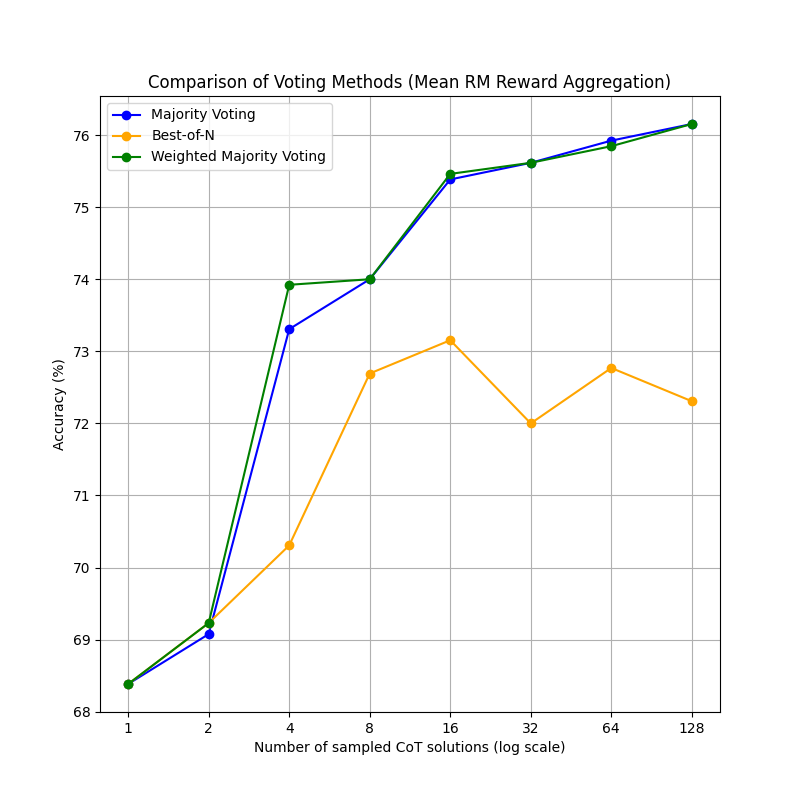 Comparison of Voting Methods (Mean RM Reward Aggregation)
Majority Voting
Best-of-N
Weighted Majority Voting
Accuracy (%)
76
75
74
73
72
71
70
69
68
1 2 4 8 16 32 64 128
Number of sampled CoT solutions (log scale)